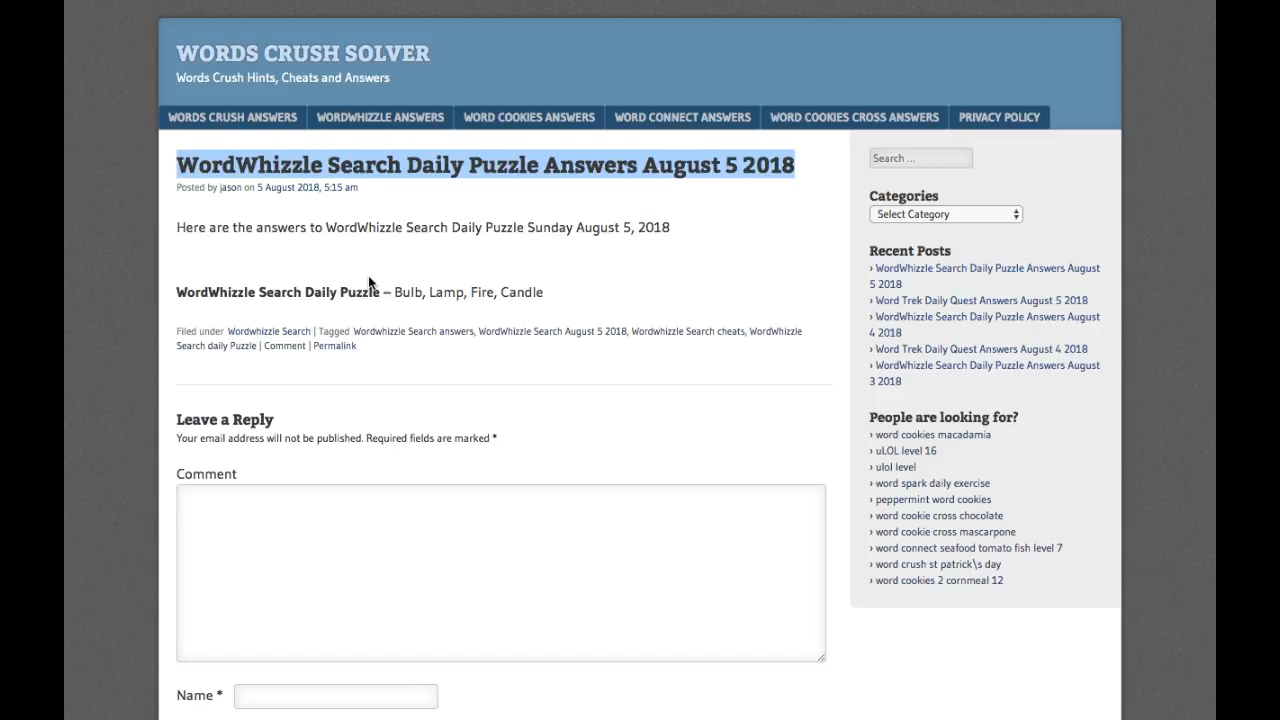 WORDS CRUSH SOLVER
Words Crush Hints, Cheats and Answers
WORDS CRUSH ANSWERS WORDWHIZZLE ANSWERS WORD COOKIES ANSWERS WORD CONNECT ANSWERS WORD COOKIES CROSS ANSWERS PRIVACY POLICY
WordWhizzle Search Daily Puzzle Answers August 5 2018
Posted by jason on 5 August 2018, 5:15 am
Here are the answers to WordWhizzle Search Daily Puzzle Sunday August 5, 2018
WordWhizzle Search Daily Puzzle – Bulb, Lamp, Fire, Candle
Filed under Wordwhizzle Search | Tagged Wordwhizzle Search answers, WordWhizzle Search August 5 2018, Wordwhizzle Search cheats, WordWhizzle
Search daily Puzzle | Comment | Permalink
Leave a Reply
Your email address will not be published. Required fields are marked *
Comment
Name *
Search ...
Categories
Select Category
Recent Posts
› WordWhizzle Search Daily Puzzle Answers August
5 2018
› Word Trek Daily Quest Answers August 5 2018
› WordWhizzle Search Daily Puzzle Answers August
4 2018
› Word Trek Daily Quest Answers August 4 2018
› WordWhizzle Search Daily Puzzle Answers August
3 2018
People are looking for?
› word cookies macadamia
› uLOL level 16
› ulol level
› word spark daily exercise
› peppermint word cookies
› word cookie cross chocolate
› word cookie cross mascarpone
› word connect seafood tomato fish level 7
› word crush st patrick\s day
› word cookies 2 cornmeal 12